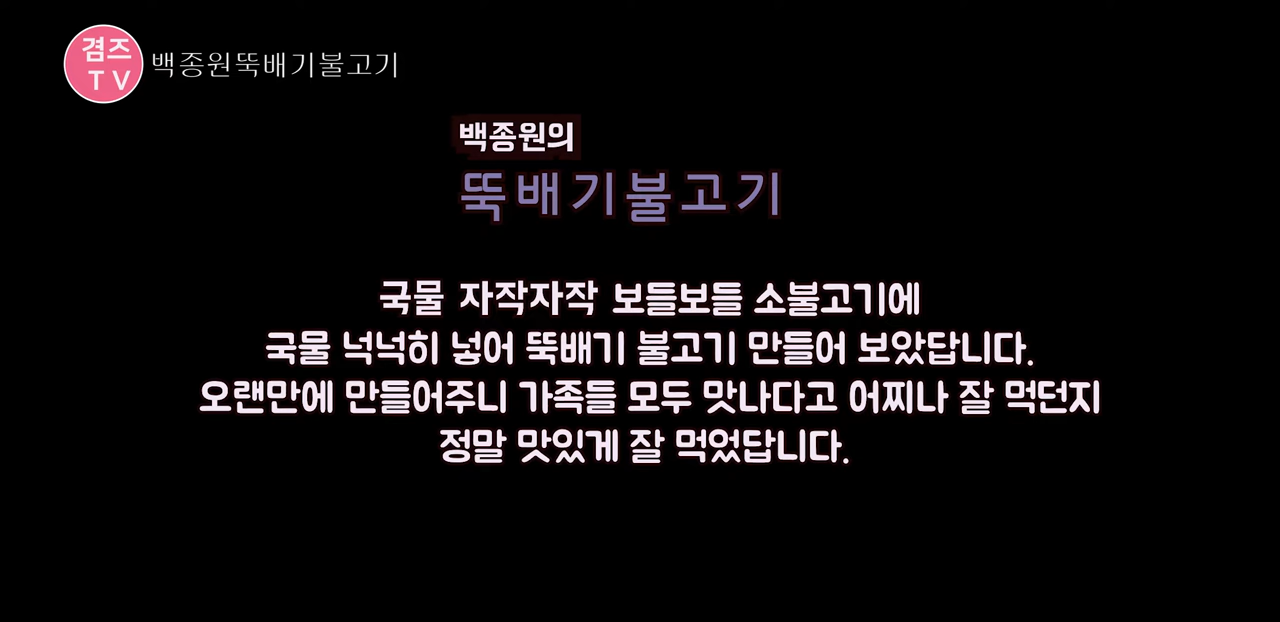 겸즈
TV
백종원뚝배기불고기
백종원의
뚝배기불고기
국물 자작자작 보들보들 소불고기에
국물 넉넉히 넣어 뚝배기 불고기 만들어 보았답니다.
오랜만에 만들어주니 가족들 모두 맛나다고 어찌나 잘 먹던지
정말 맛있게 잘 먹었답니다.